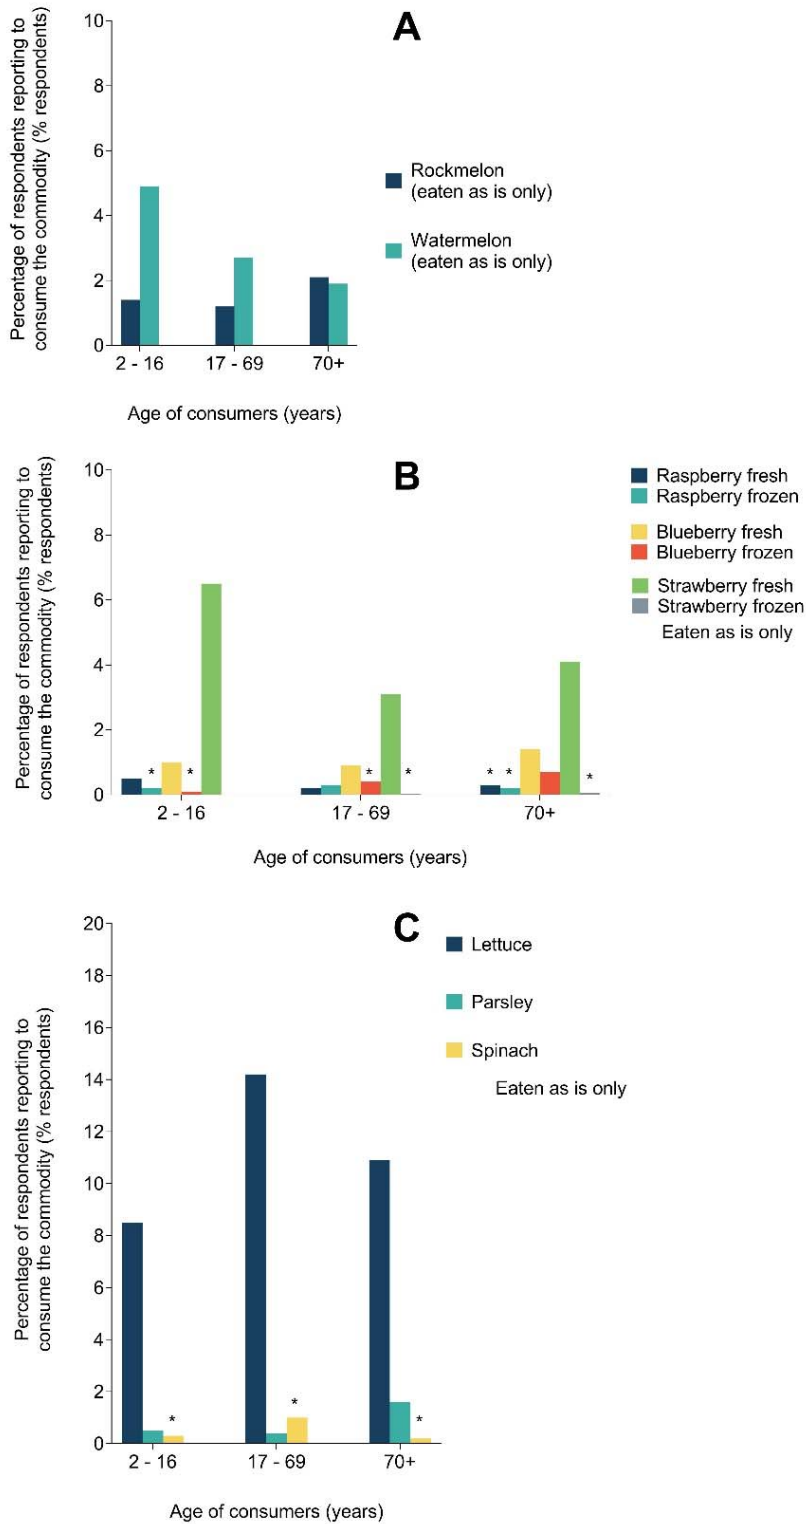 A
Percentage of respondents reporting to
consume the commodity (% respondents)
10
8
6
4
2
0
2 - 16
17 - 69
70+
Age of consumers (years)
Rockmelon
(eaten as is only)
Watermelon
(eaten as is only)
B
Percentage of respondents reporting to
consume the commodity (% respondents)
10
8
6
4
2
0
* * * * * * *
2 - 16
17 - 69
70+
Age of consumers (years)
Raspberry fresh
Raspberry frozen
Blueberry fresh
Blueberry frozen
Strawberry fresh
Strawberry frozen
Eaten as is only
C
Percentage of respondents reporting to
consume the commodity (% respondents)
20
18
16
14
12
10
8
6
4
2
0
* * *
2 - 16
17 - 69
70+
Age of consumers (years)
Lettuce
Parsley
Spinach
Eaten as is only